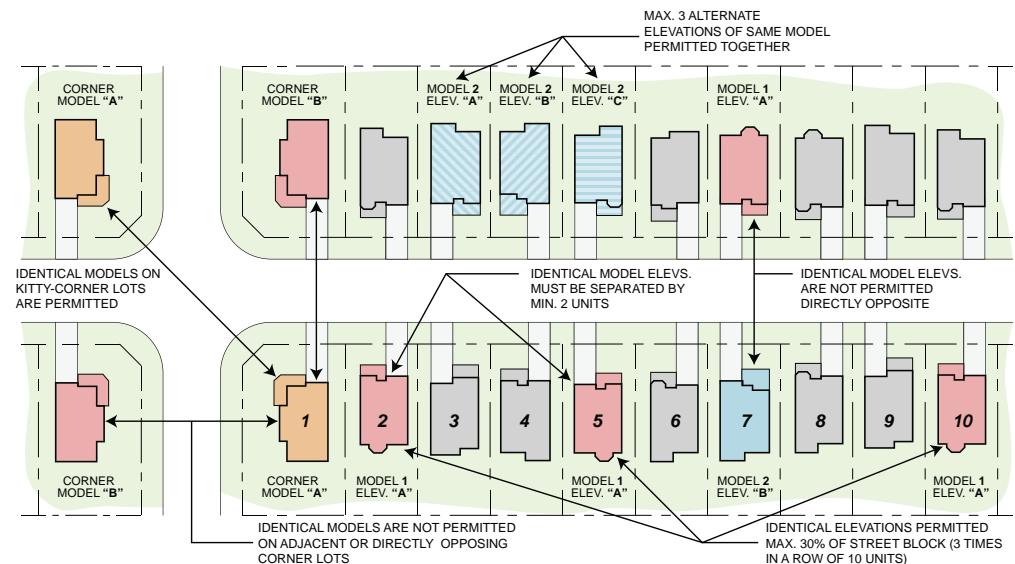 MAX. 3 ALTERNATE
ELEVATIONS OF SAME MODEL
PERMITTED TOGETHER
CORNER
MODEL "A"
CORNER
MODEL "B"
MODEL 2
ELEV. "A"
MODEL 2
ELEV. "B"
MODEL 2
ELEV. "C"
MODEL 1
ELEV. "A"
IDENTICAL MODELS ON
KITTY-CORNER LOTS
ARE PERMITTED
IDENTICAL MODEL ELEVS.
MUST BE SEPARATED BY
MIN. 2 UNITS
IDENTICAL MODEL ELEVS.
ARE NOT PERMITTED
DIRECTLY OPPOSITE
1
2
3
4
5
6
7
8
9
10
CORNER
MODEL "B"
CORNER
MODEL "A"
MODEL 1
ELEV. "A"
MODEL 1
ELEV. "A"
MODEL 2
ELEV. "B"
MODEL 1
ELEV. "A"
IDENTICAL MODELS ARE NOT PERMITTED
ON ADJACENT OR DIRECTLY OPPOSING
CORNER LOTS
IDENTICAL ELEVATIONS PERMITTED
MAX. 30% OF STREET BLOCK (3 TIMES
IN A ROW OF 10 UNITS)